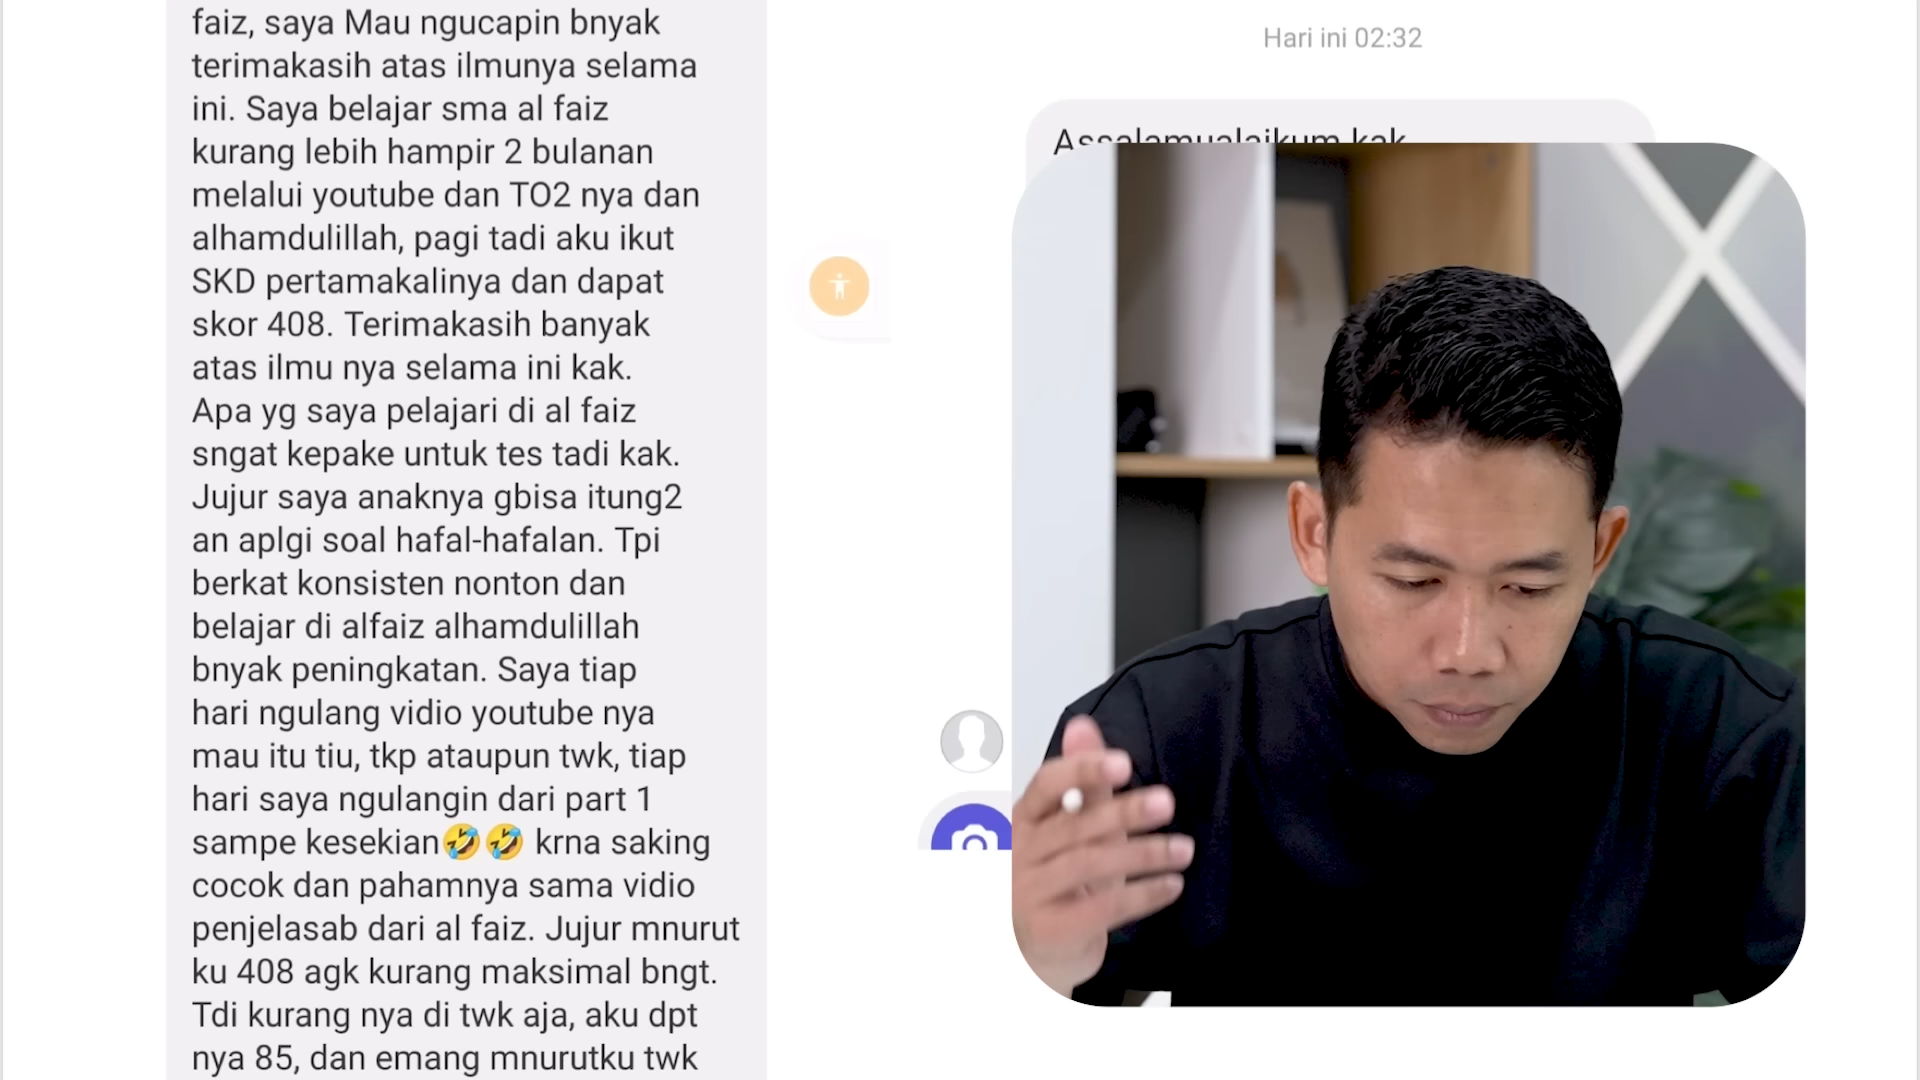 faiz, saya Mau ngucapin bnyak
terimakasih atas ilmunya selama
ini. Saya belajar sma al faiz
kurang lebih hampir 2 bulanan
melalui youtube dan TO2 nya dan
alhamdulillah, pagi tadi aku ikut
SKD pertamakalinya dan dapat
skor 408. Terimakasih banyak
atas ilmu nya selama ini kak.
Apa yg saya pelajari di al faiz
sngat kepake untuk tes tadi kak.
Jujur saya anaknya gbisa itung2
an aplgi soal hafal-hafalan. Tpi
berkat konsisten nonton dan
belajar di alfaiz alhamdulillah
bnyak peningkatan. Saya tiap
hari ngulang vidio youtube nya
mau itu tiu, tkp ataupun twk, tiap
hari saya ngulangin dari part 1
sampe kesekian🤣🤣 krna saking
cocok dan pahamnya sama vidio
penjelasab dari al faiz. Jujur mnurut
ku 408 agk kurang maksimal bngt.
Tdi kurang nya di twk aja, aku dpt
nya 85, dan emang mnurutku twk
Hari ini 02:32
Assalamualaikum kak